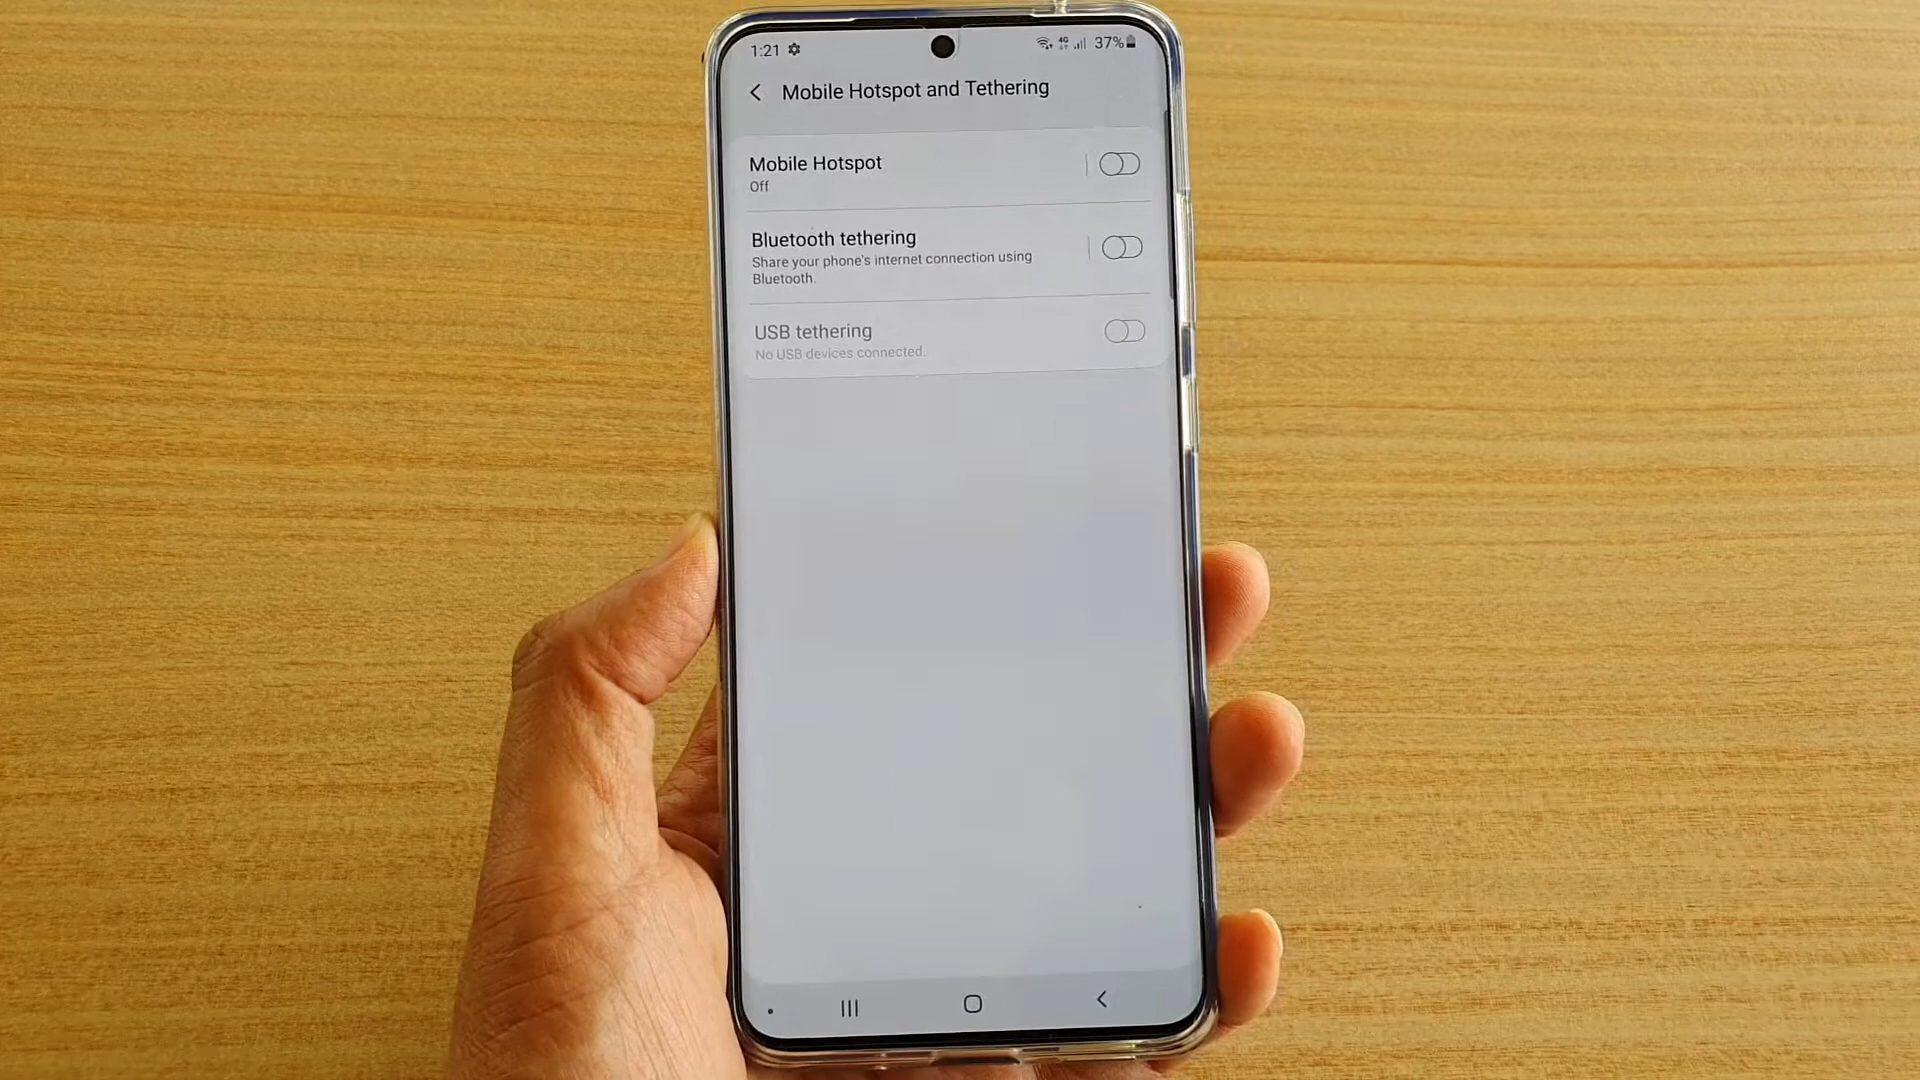 1:21
4G
37%
Mobile Hotspot and Tethering
Mobile Hotspot
Off
Bluetooth tethering
Share your phone's internet connection using
Bluetooth.
USB tethering
No USB devices connected.